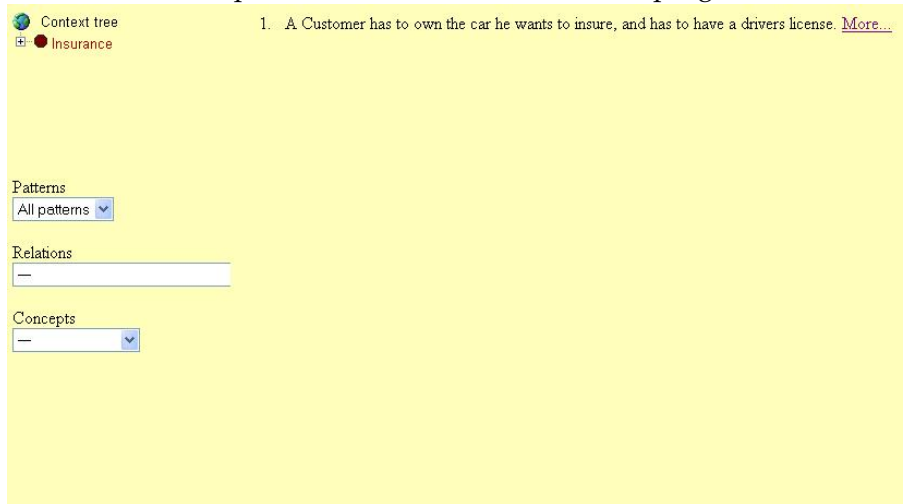 Context tree
Insurance
1. A Customer has to own the car he wants to insure, and has to have a drivers license. More...
Patterns
All patterns
Relations
—
Concepts
—